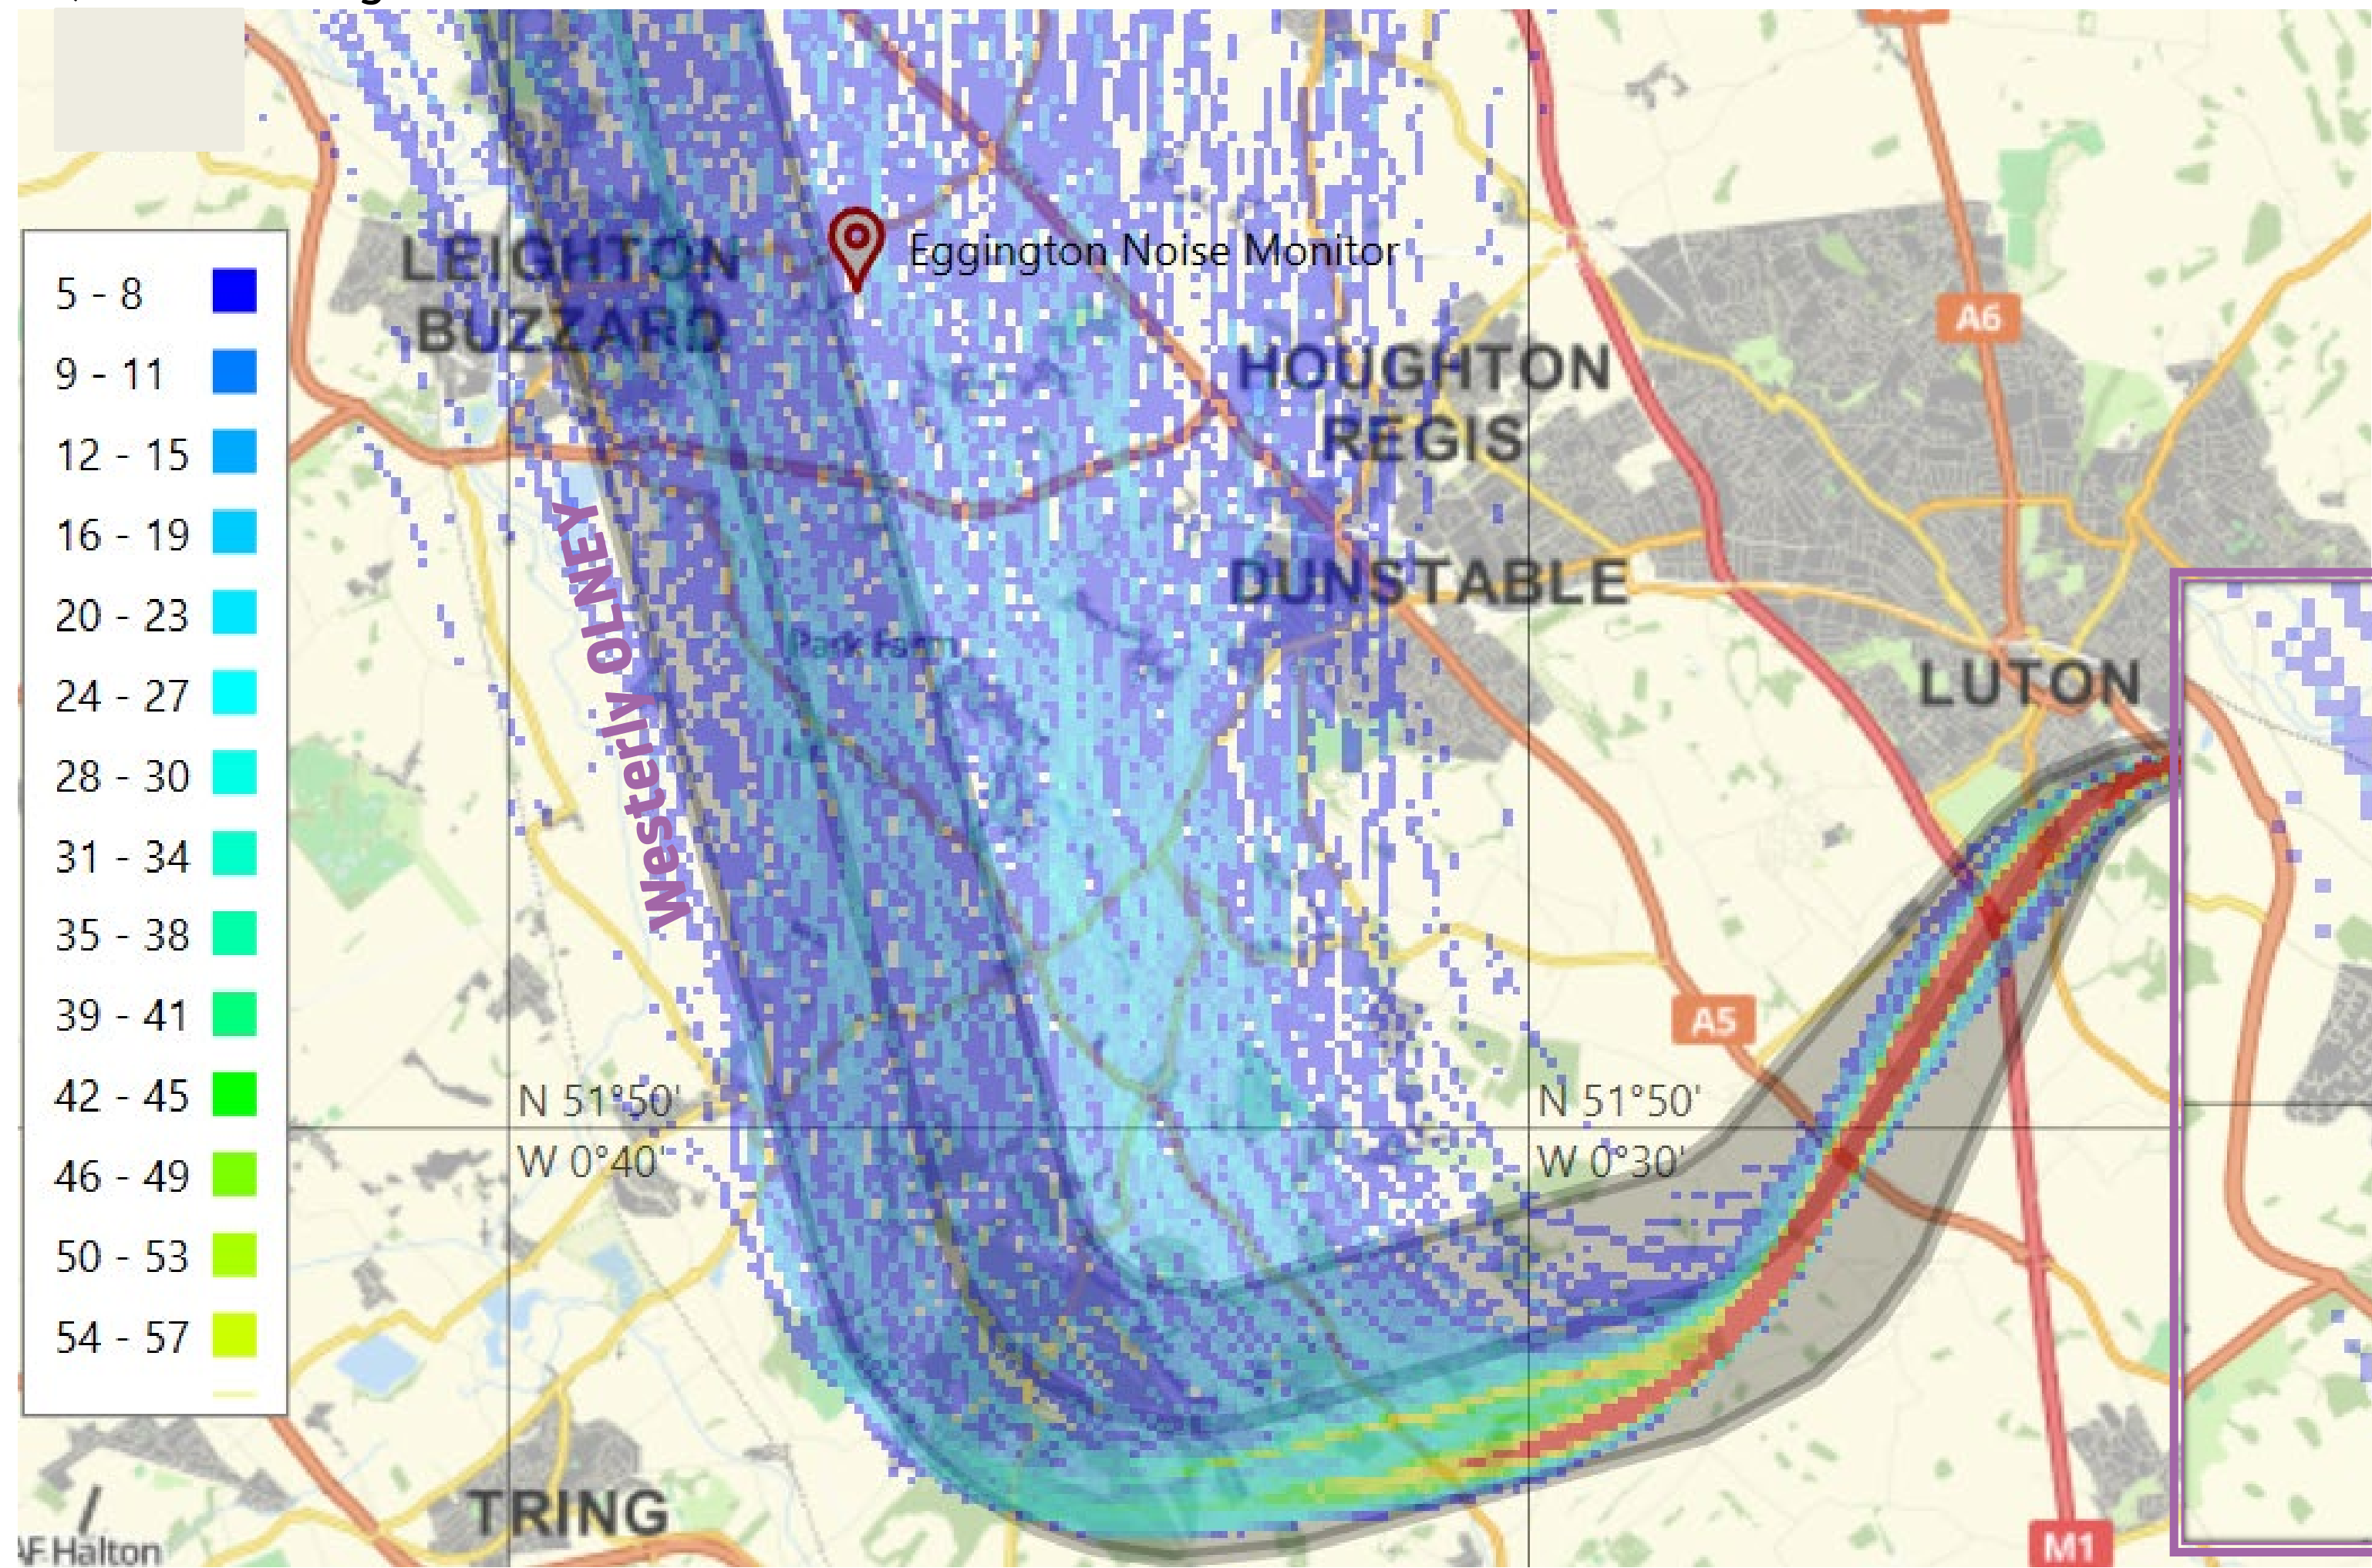 5 - 8
9 - 11
12 - 15
16 - 19
20 - 23
24 - 27
28 - 30
31 - 34
35 - 38
39 - 41
42 - 45
46 - 49
50 - 53
54 - 57
LEIGHTON
BUZZARD
Eggington Noise Monitor
HOUGHTON
REGIS
DUNSTABLE
A6
LUTON
Westerly OLNEY
Park Farm
A5
N 51°50'
W 0°40'
N 51°50'
W 0°30'
TRING
AF Halton
M1